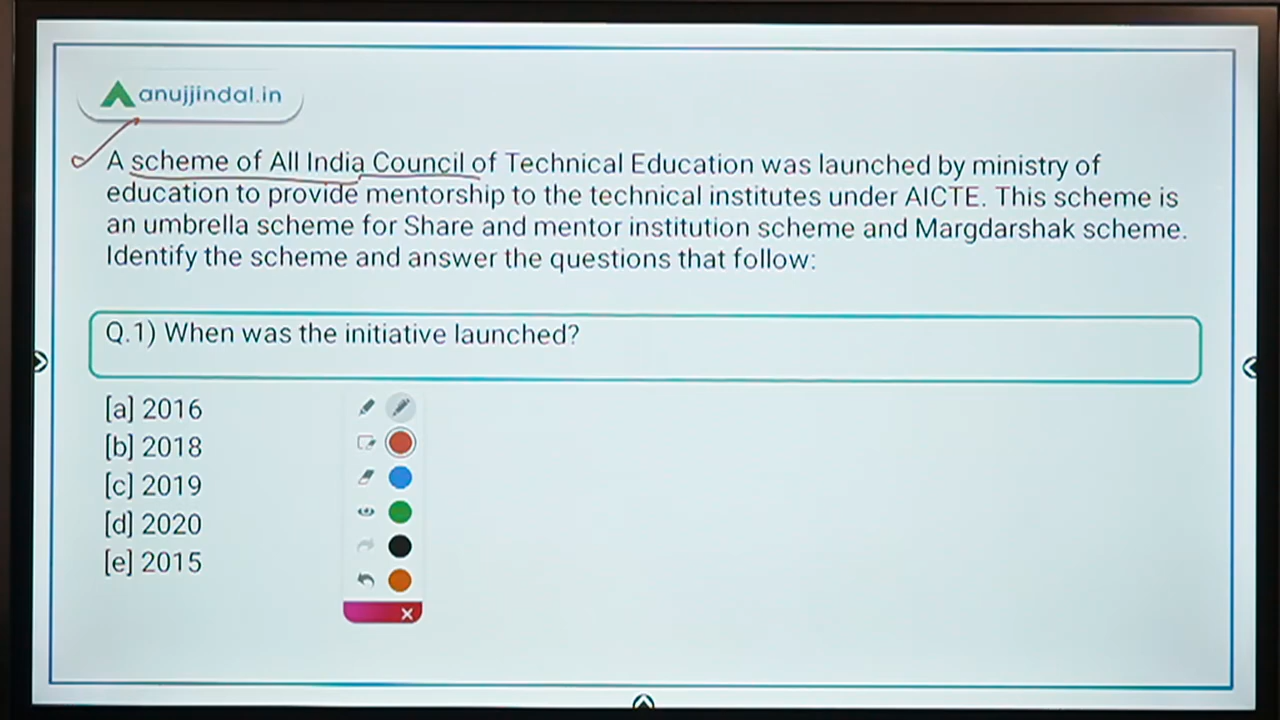 anujjindal.in
A scheme of All India Council of Technical Education was launched by ministry of
education to provide mentorship to the technical institutes under AICTE. This scheme is
an umbrella scheme for Share and mentor institution scheme and Margdarshak scheme.
Identify the scheme and answer the questions that follow:
Q.1) When was the initiative launched?
[a] 2016
[b] 2018
[c] 2019
[d] 2020
[e] 2015